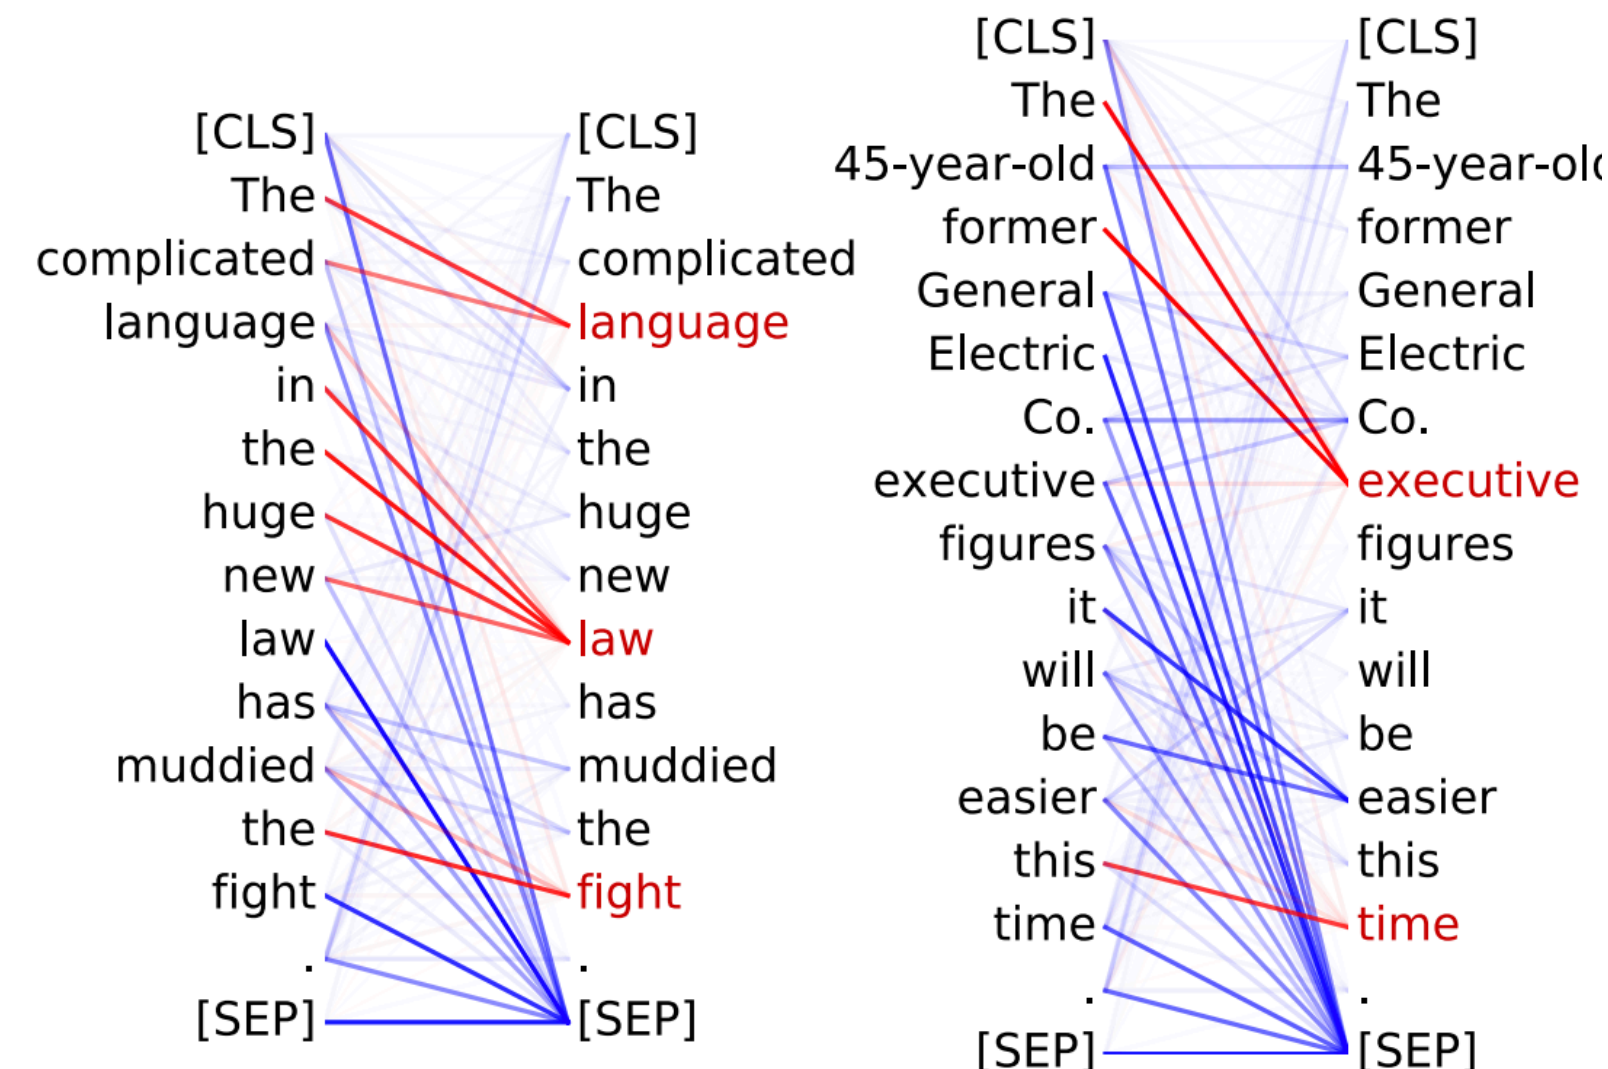 [CLS] [CLS]
The The
complicated complicated
language language
in in
the the
huge huge
new new
law law
has has
muddied muddied
the the
fight fight
. .
[SEP] [SEP]
[CLS] [CLS]
The The
45-year-old 45-year-old
former former
General General
Electric Electric
Co. Co.
executive executive
figures figures
it it
will will
be be
easier easier
this this
time time
. .
[SEP] [SEP]